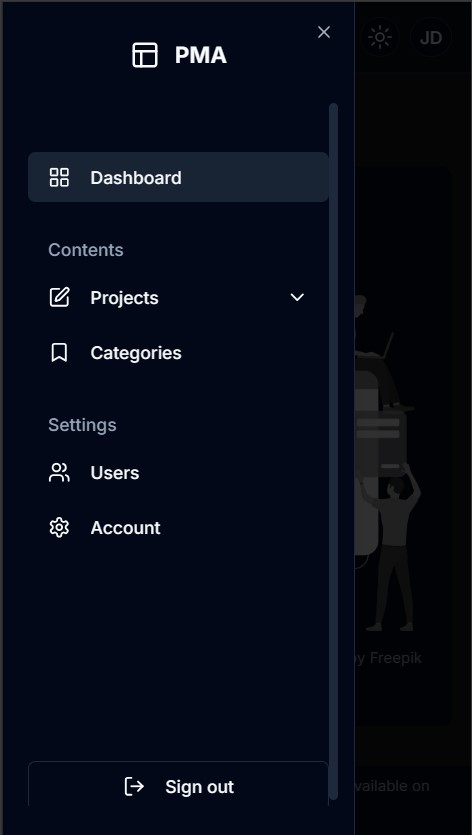 PMA
JD
Dashboard
Contents
Projects
Categories
Settings
Users
Account
by Freepik
Sign out
vailable on